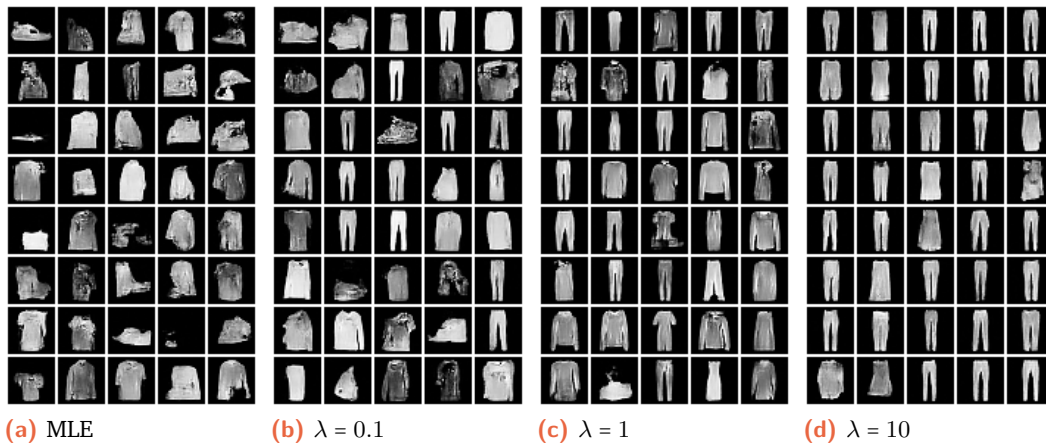 (a) MLE
(b) λ = 0.1
(c) λ = 1
(d) λ = 10